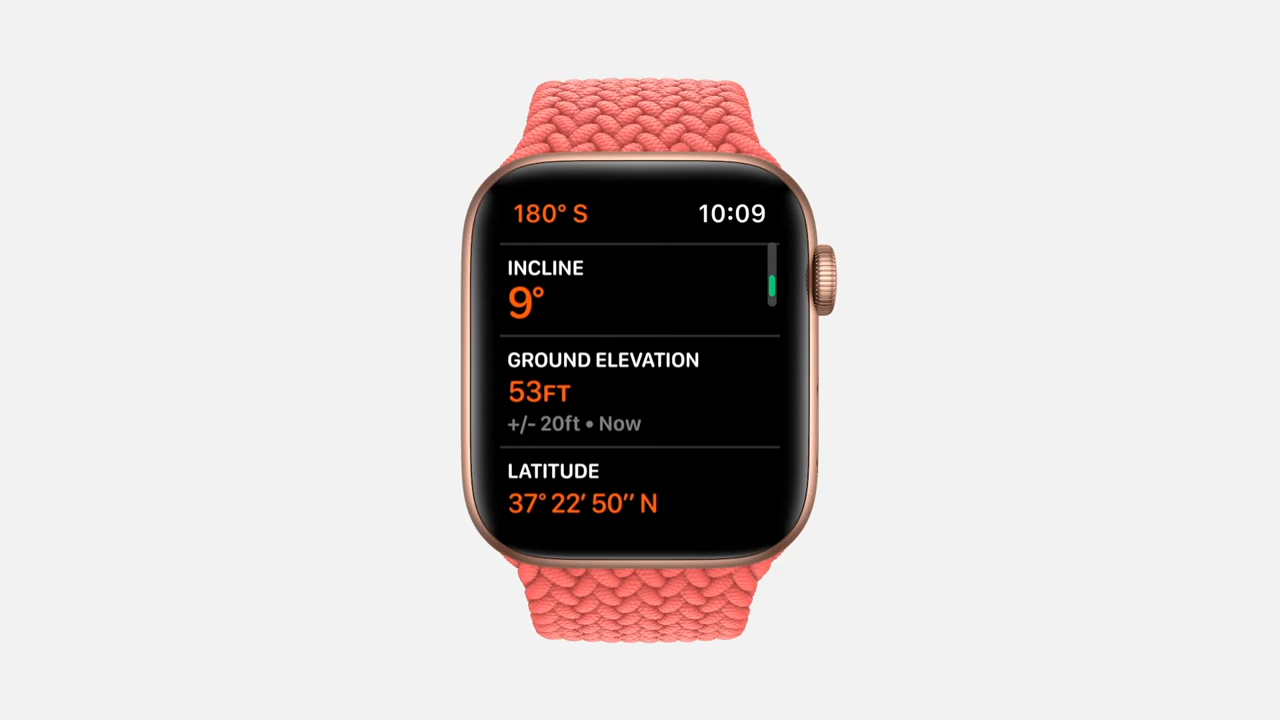 180° S
10:09
INCLINE
9°
GROUND ELEVATION
53FT
+/- 20ft • Now
LATITUDE
37° 22′ 50′′ N